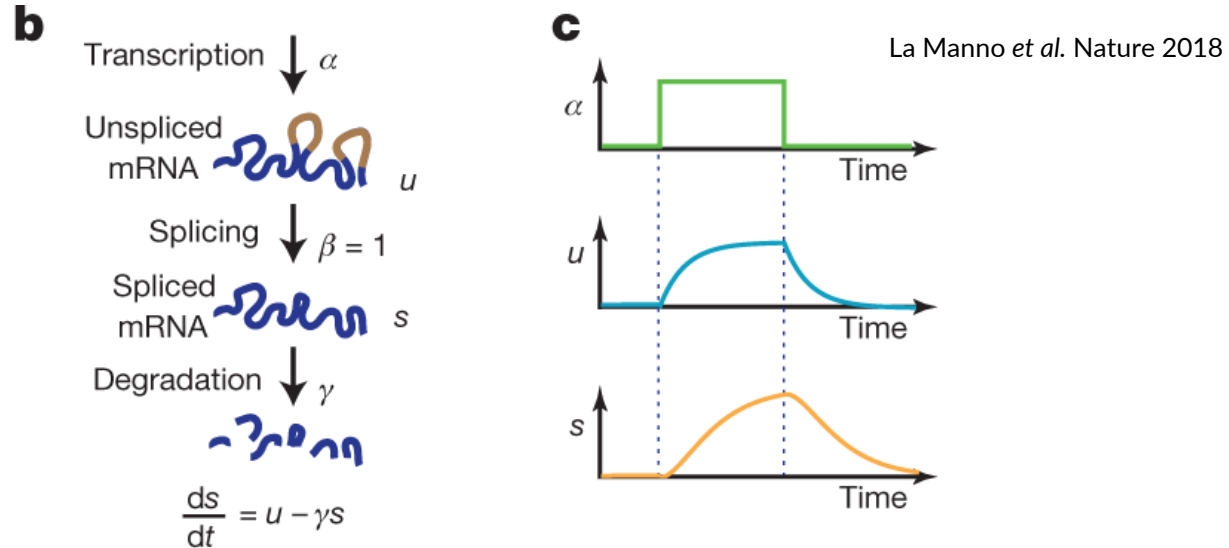 b
Transcription α
Unspliced
mRNA
u
Splicing β = 1
Spliced
mRNA
s
Degradation γ
ds/dt = u – γs
c
La Manno et al. Nature 2018
α
Time
u
Time
s
Time